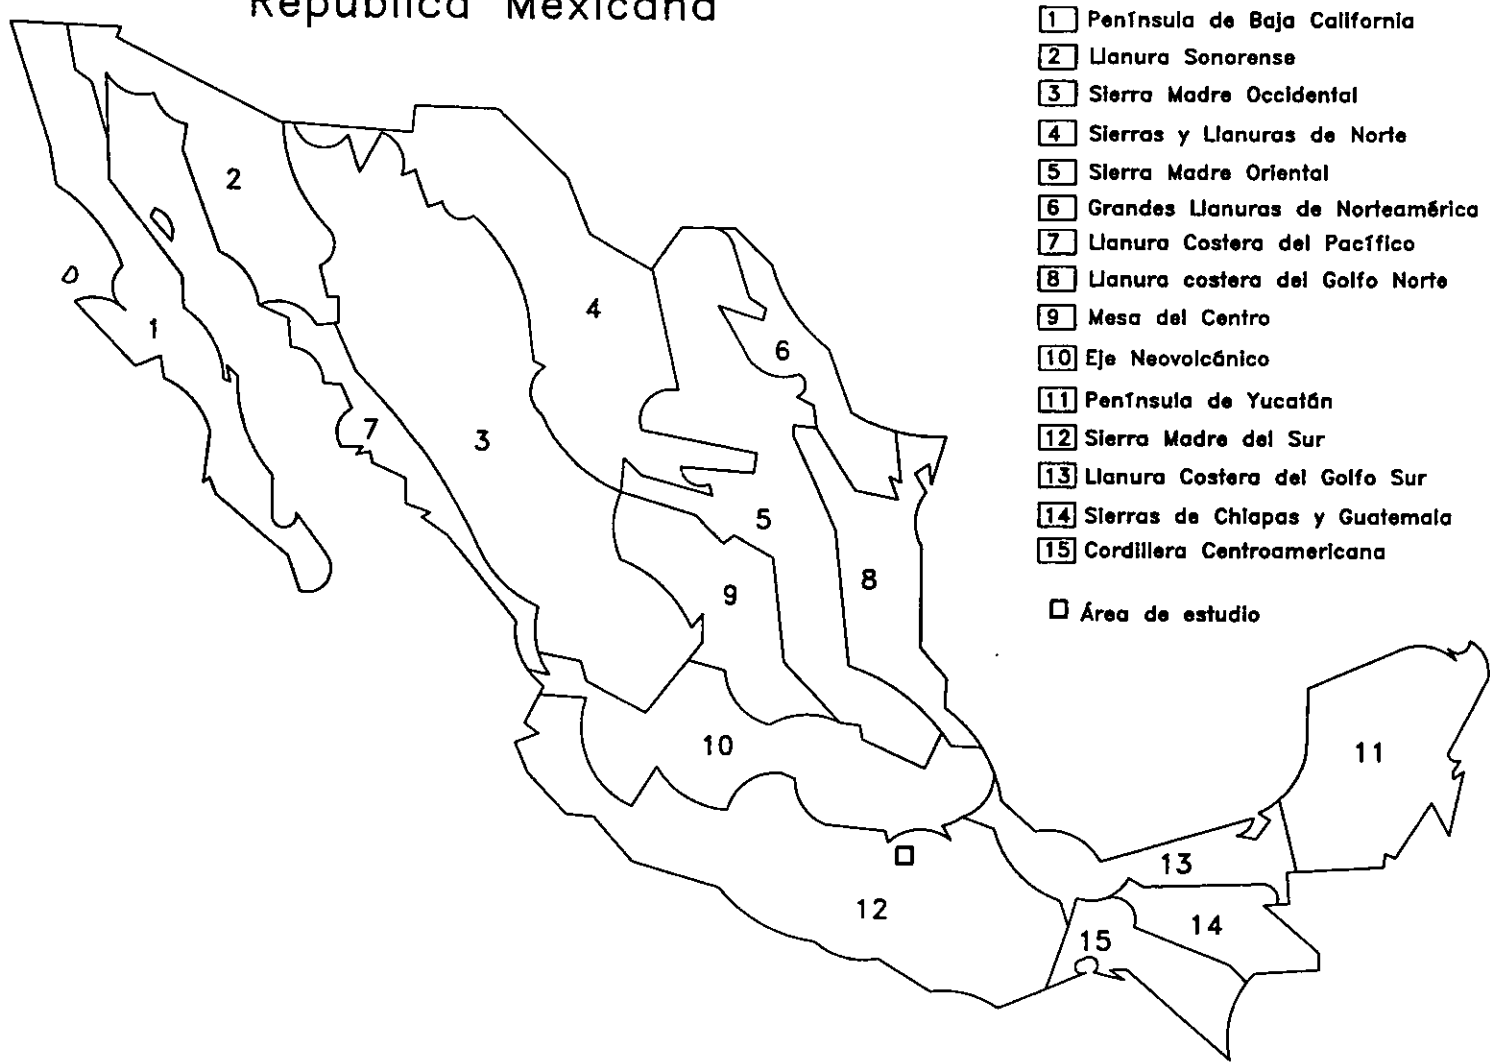 República Mexicana
1 Península de Baja California
2 Llanura Sonorense
3 Sierra Madre Occidental
4 Sierras y Llanuras de Norte
5 Sierra Madre Oriental
6 Grandes Llanuras de Norteamérica
7 Llanura Costera del Pacífico
8 Llanura costera del Golfo Norte
9 Mesa del Centro
10 Eje Neovolcánico
11 Península de Yucatán
12 Sierra Madre del Sur
13 Llanura Costera del Golfo Sur
14 Sierras de Chiapas y Guatemala
15 Cordillera Centroamericana
Área de estudio
2
4
1
6
7
3
5
8
9
10
11
13
12
14
15